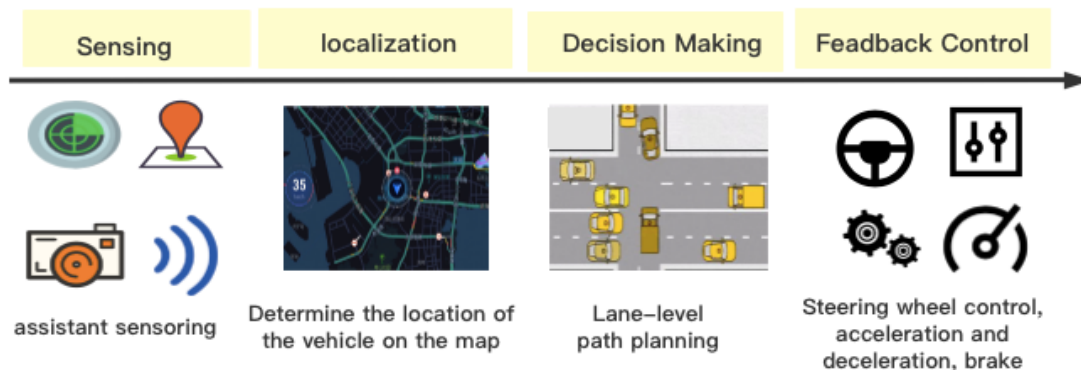 Sensing
localization
Decision Making
Feadback Control
35
assistant sensoring
Determine the location of
the vehicle on the map
Lane-level
path planning
Steering wheel control,
acceleration and
deceleration, brake